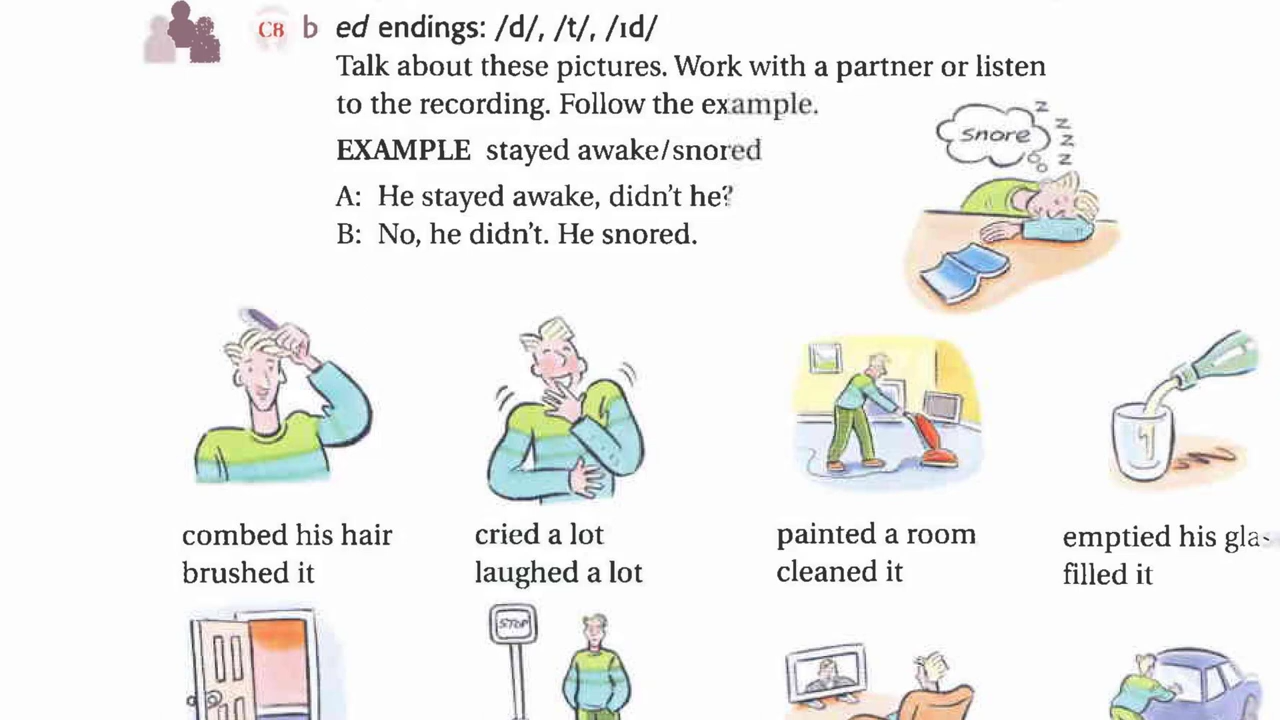 C8 b ed endings: /d/, /t/, /ɪd/
Talk about these pictures. Work with a partner or listen
to the recording. Follow the example.
EXAMPLE stayed awake/snored
A: He stayed awake, didn't he?
B: No, he didn't. He snored.
snore
z
z
z
z
combed his hair
brushed it
cried a lot
laughed a lot
painted a room
cleaned it
emptied his
filled it
STOP